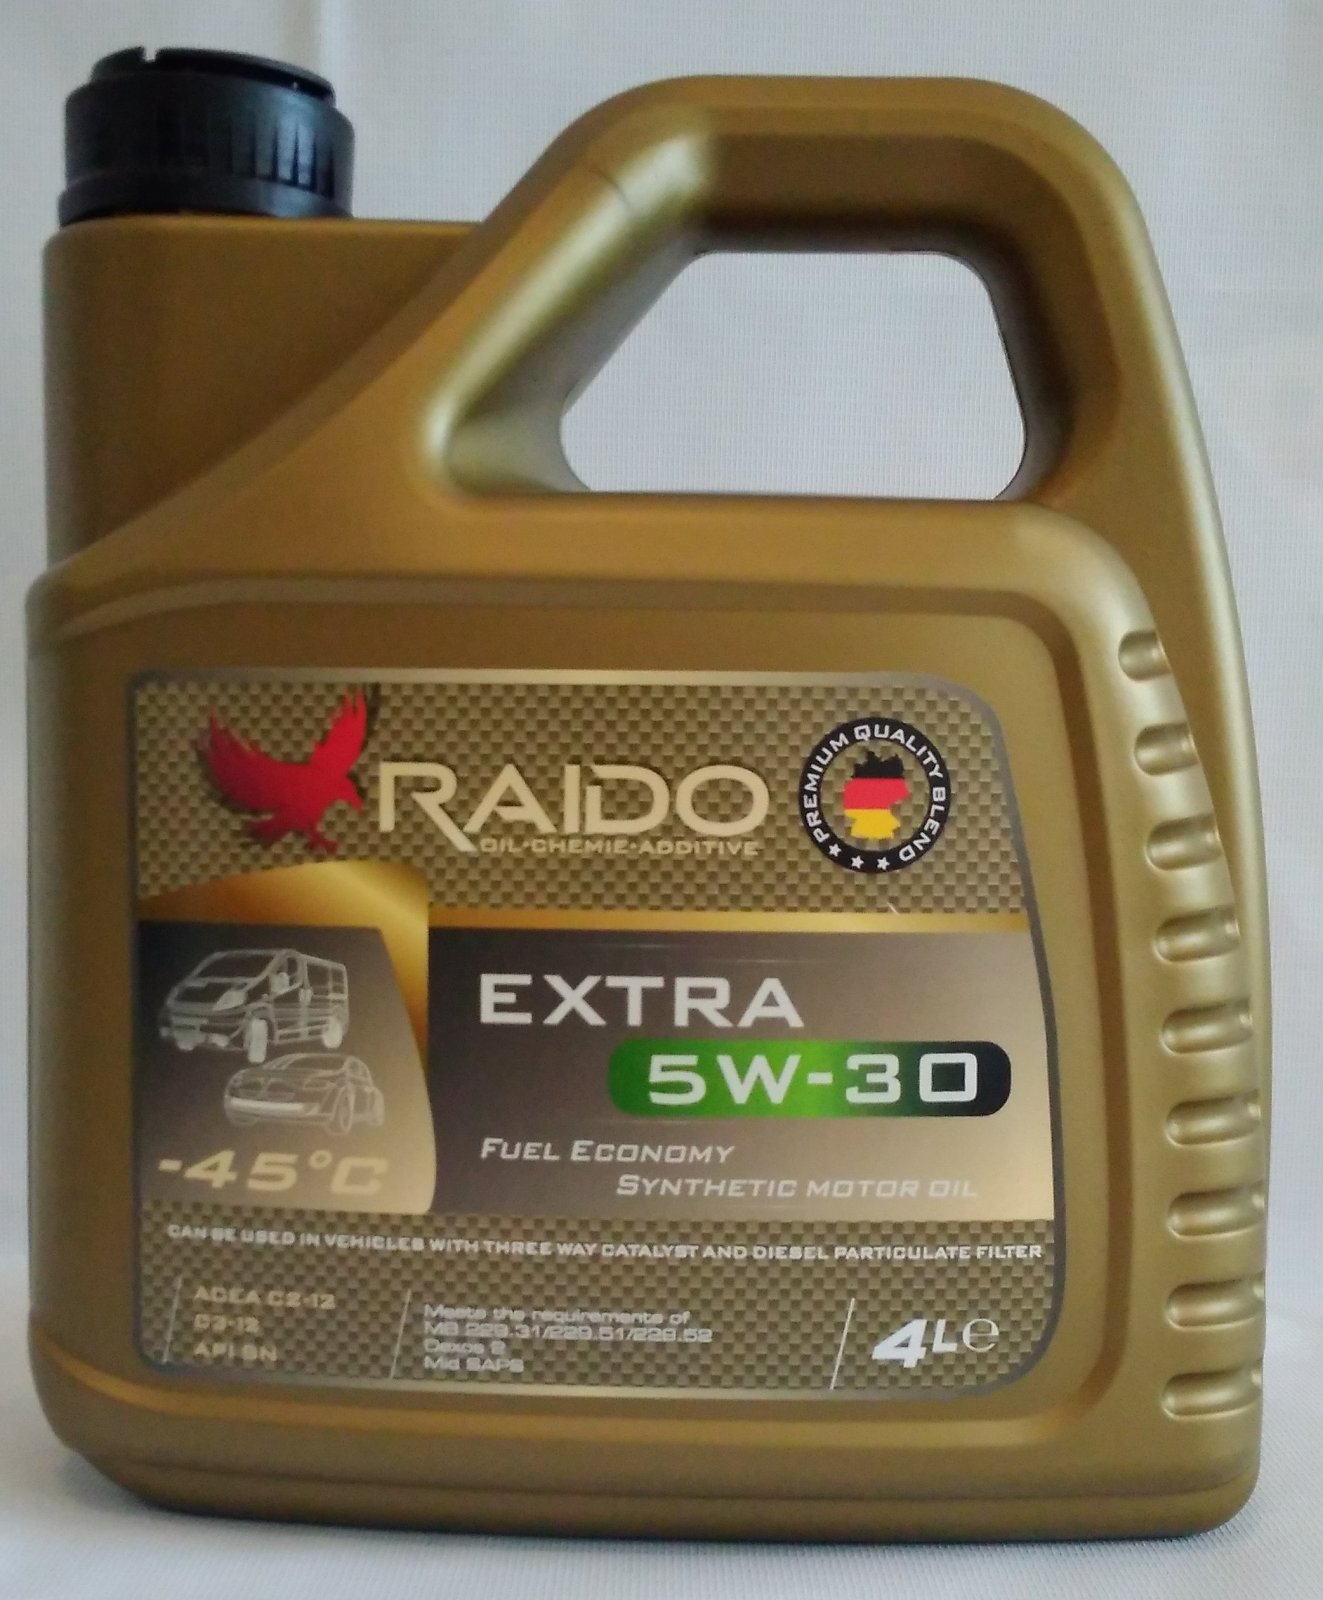 RAIDO
OIL•CHEMIE•ADDITIVE
PREMIUM QUALITY BLEND
EXTRA
5W-30
FUEL ECONOMY
SYNTHETIC MOTOR OIL
-45°C
CAN BE USED IN VEHICLES WITH THREE WAY CATALYST AND DIESEL PARTICULATE FILTER
ACEA C2-12
C3-12
API SN
Meets the requirements of
MB 229.31/229.51/229.52
Dexos 2
Mid SAPS
4L℮